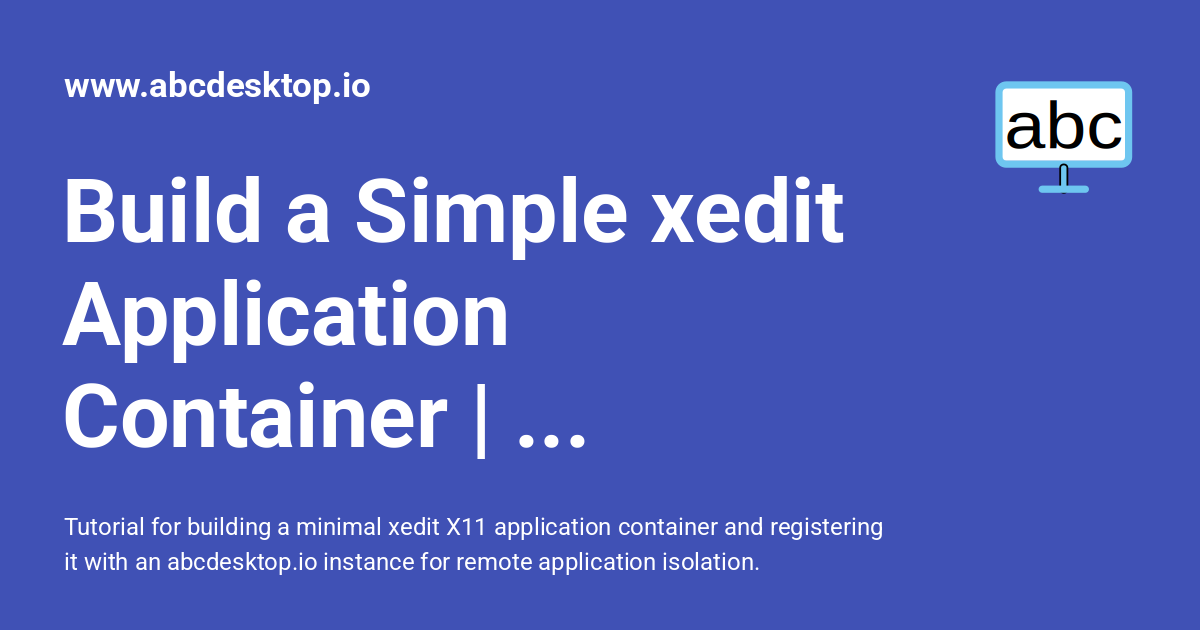 www.abcdesktop.io
abc
Build a Simple xedit
Application
Container | ...
Tutorial for building a minimal xedit X11 application container and registering
it with an abcdesktop.io instance for remote application isolation.